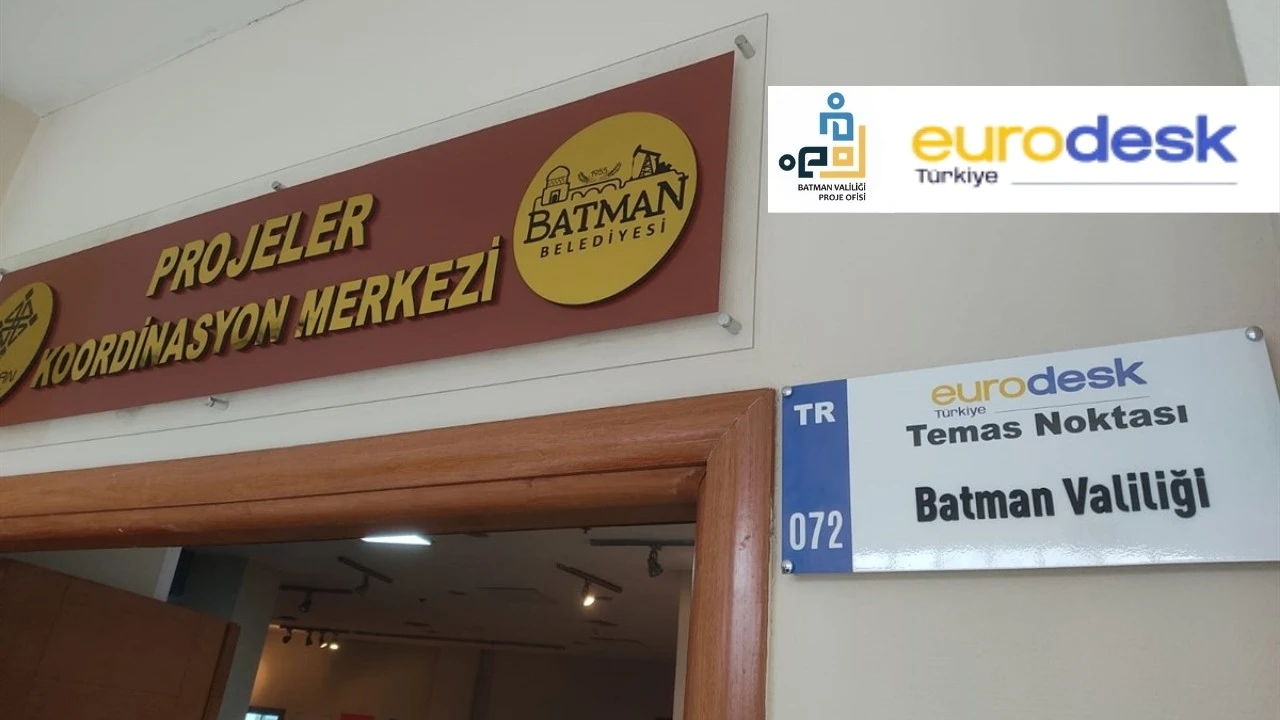 PROJELER
KOORDİNASYON MERKEZİ
1955
BATMAN
BELEDİYESİ
BATMAN VALİLİĞİ
PROJE OFİSİ
eurodesk
Türkiye
TR
072
eurodesk
Türkiye
Temas Noktası
Batman Valiliği